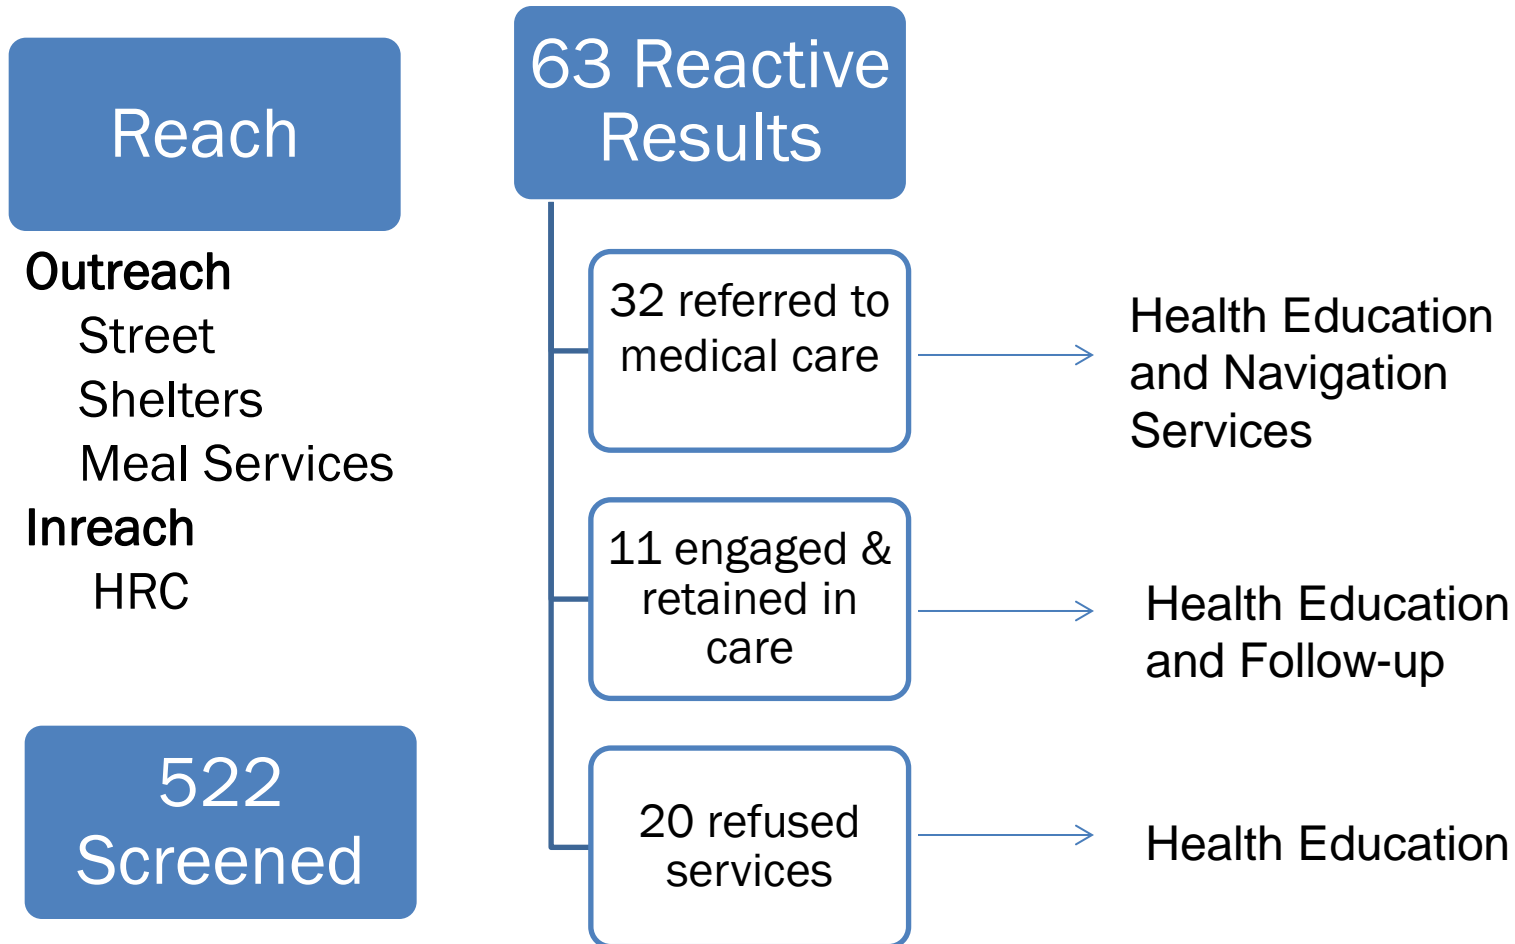 Reach
Outreach
Street
Shelters
Meal Services
Inreach
HRC
522
Screened
63 Reactive
Results
32 referred to
medical care
Health Education
and Navigation
Services
11 engaged &
retained in
care
Health Education
and Follow-up
20 refused
services
Health Education